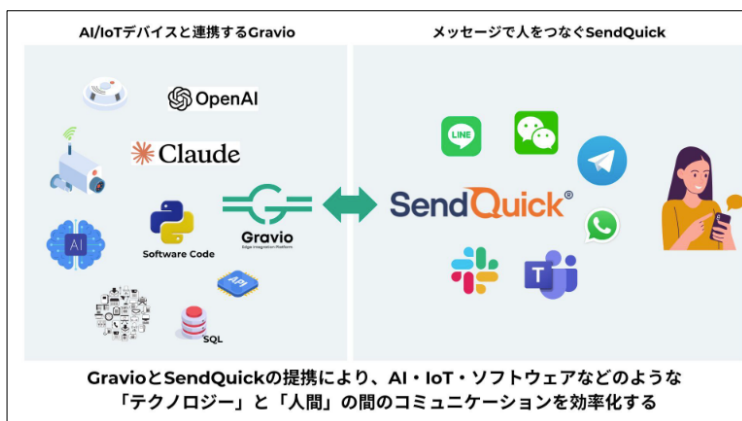 AI/IoTデバイスと連携するGravio
メッセージで人をつなぐSendQuick
OpenAI
Claude
LINE
SendQuick®
Gravio
Edge Integration Platform
AI
Software Code
API
T
SQL
GravioとSendQuickの提携により、AI・IoT・ソフトウェアなどのような
「テクノロジー」と「人間」の間のコミュニケーションを効率化する